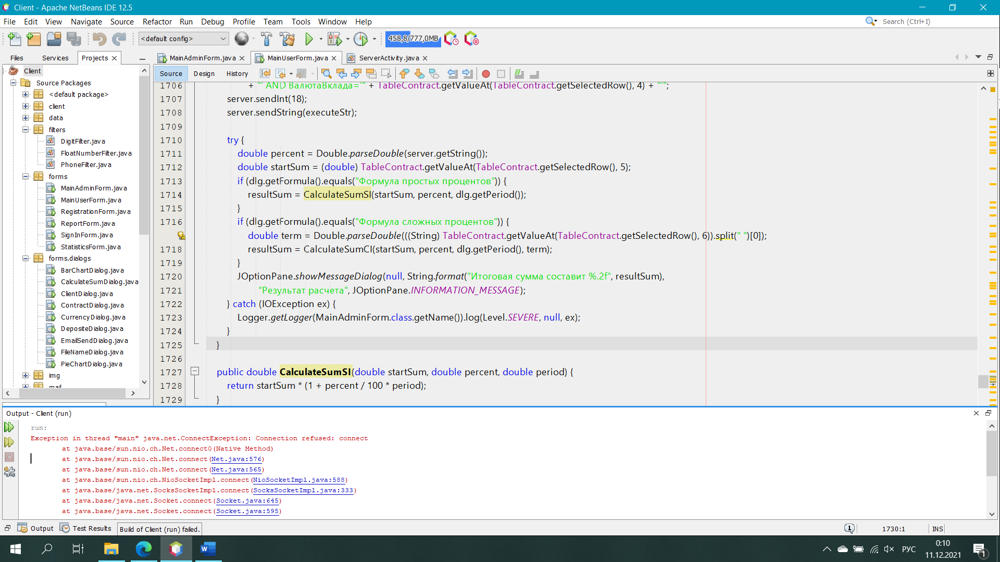 Client - Apache NetBeans IDE 12.5
File Edit View Navigate Source Refactor Run Debug Profile Team Tools Window Help
Search (Ctrl+I)
<default config>
458,8/777,0MB
Files Services Projects
MainAdminForm.java MainUserForm.java ServerActivity.java
Source Design History
Client
Source Packages
<default package>
client
data
filters
DigitFilter.java
FloatNumberFilter.java
PhoneFilter.java
forms
MainAdminForm.java
MainUserForm.java
RegistrationForm.java
ReportForm.java
SignInForm.java
StatisticsForm.java
forms.dialogs
BarChartDialog.java
CalculateSumDialog.java
ClientDialog.java
ContractDialog.java
CurrencyDialog.java
DepositeDialog.java
EmailSendDialog.java
FileNameDialog.java
PieChartDialog.java
img
mail
1706 + "' AND ВалютаВклада='" + TableContract.getValueAt(TableContract.getSelectedRow(), 4) + "'";
1707 server.sendInt(18);
1708 server.sendString(executeStr);
1709
1710 try {
1711 double percent = Double.parseDouble(server.getString());
1712 double startSum = (double) TableContract.getValueAt(TableContract.getSelectedRow(), 5);
1713 if (dlg.getFormula().equals("Формула простых процентов")) {
1714 resultSum = CalculateSumSI(startSum, percent, dlg.getPeriod());
1715 }
1716 if (dlg.getFormula().equals("Формула сложных процентов")) {
double term = Double.parseDouble(((String) TableContract.getValueAt(TableContract.getSelectedRow(), 6)).split(" ")[0]);
1718 resultSum = CalculateSumCI(startSum, percent, dlg.getPeriod(), term);
1719 }
1720 JOptionPane.showMessageDialog(null, String.format("Итоговая сумма составит %.2f", resultSum),
1721 "Результат расчета", JOptionPane.INFORMATION_MESSAGE);
1722 } catch (IOException ex) {
1723 Logger.getLogger(MainAdminForm.class.getName()).log(Level.SEVERE, null, ex);
1724 }
1725 }
1726
1727 public double CalculateSumSI(double startSum, double percent, double period) {
1728 return startSum * (1 + percent / 100 * period);
1729 }
Output - Client (run)
run:
Exception in thread "main" java.net.ConnectException: Connection refused: connect
at java.base/sun.nio.ch.Net.connect0(Native Method)
at java.base/sun.nio.ch.Net.connect(Net.java:576)
at java.base/sun.nio.ch.Net.connect(Net.java:565)
at java.base/sun.nio.ch.NioSocketImpl.connect(NioSocketImpl.java:588)
at java.base/java.net.SocksSocketImpl.connect(SocksSocketImpl.java:333)
at java.base/java.net.Socket.connect(Socket.java:645)
at java.base/java.net.Socket.connect(Socket.java:595)
Output Test Results Build of Client (run) failed.
1 1730:1 INS
РУС
0:10
11.12.2021
1